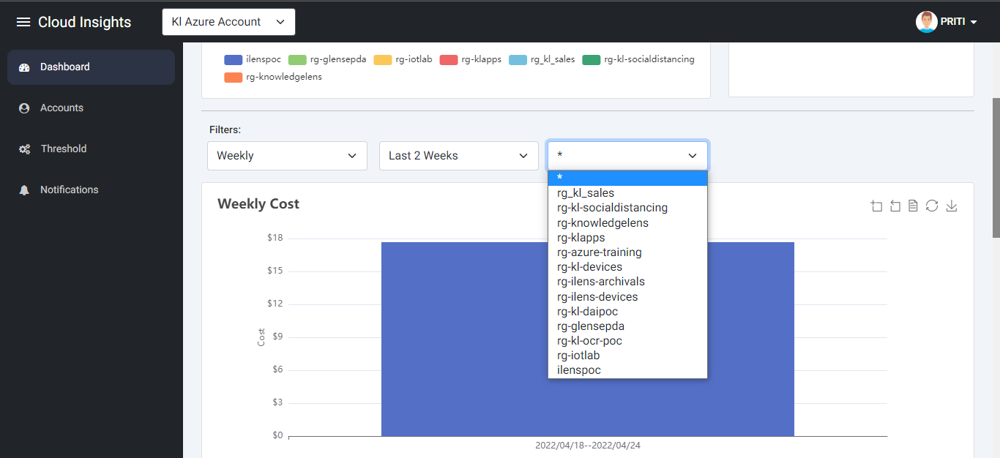 Cloud Insights
Kl Azure Account
PRITI
Dashboard
Accounts
Threshold
Notifications
ilenspoc rg-glensepda rg-iotlab rg-klapps rg_kl_sales rg-kl-socialdistancing
rg-knowledgelens
Filters:
Weekly
Last 2 Weeks
*
*
rg_kl_sales
rg-kl-socialdistancing
rg-knowledgelens
rg-klapps
rg-azure-training
rg-kl-devices
rg-ilens-archivals
rg-ilens-devices
rg-kl-daipoc
rg-glensepda
rg-kl-ocr-poc
rg-iotlab
ilenspoc
Weekly Cost
Cost
$18
$15
$12
$9
$6
$3
$0
2022/04/18--2022/04/24